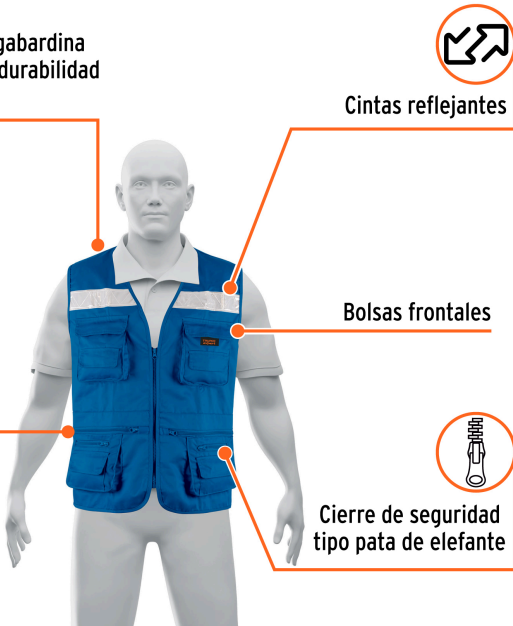 gabardina
durabilidad
Cintas reflejantes
Bolsas frontales
Cierre de seguridad
tipo pata de elefante